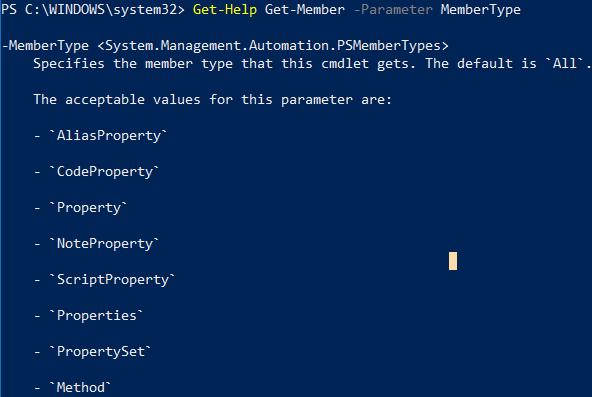 PS C:\WINDOWS\system32> Get-Help Get-Member -Parameter MemberType
-MemberType <System.Management.Automation.PSMemberTypes>
Specifies the member type that this cmdlet gets. The default is `All`.
The acceptable values for this parameter are:
- `AliasProperty`
- `CodeProperty`
- `Property`
- `NoteProperty`
- `ScriptProperty`
- `Properties`
- `PropertySet`
- `Method`